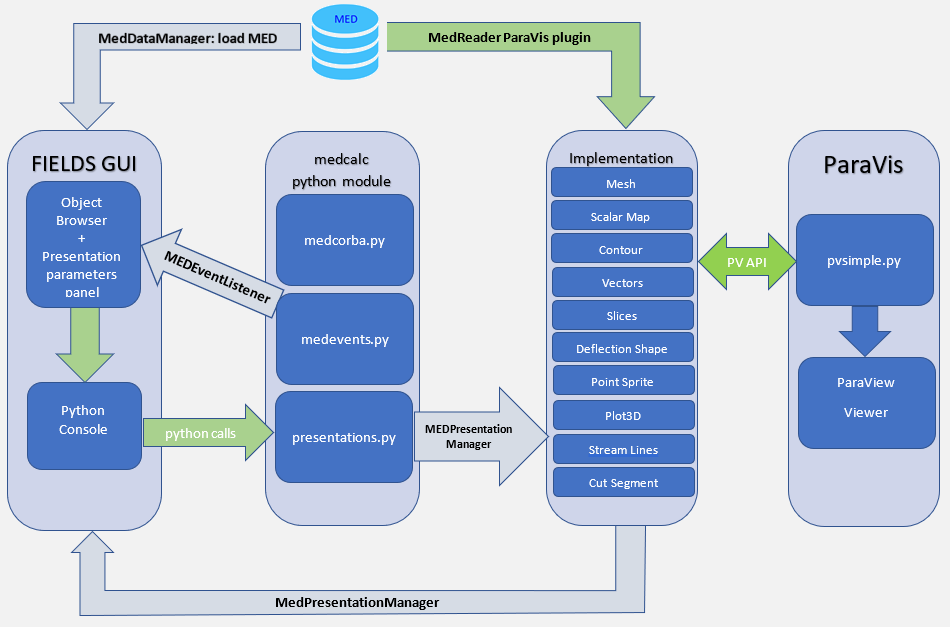 MED
MedDataManager: load MED
MedReader ParaVis plugin
FIELDS GUI
Object
Browser
+
Presentation
parameters
panel
Python
Console
medcalc
python module
medcorba.py
medevents.py
presentations.py
MEDEventListener
python calls
MEDPresentation
Manager
Implementation
Mesh
Scalar Map
Contour
Vectors
Slices
Deflection Shape
Point Sprite
Plot3D
Stream Lines
Cut Segment
PV API
ParaVis
pvsimple.py
ParaView
Viewer
MedPresentationManager